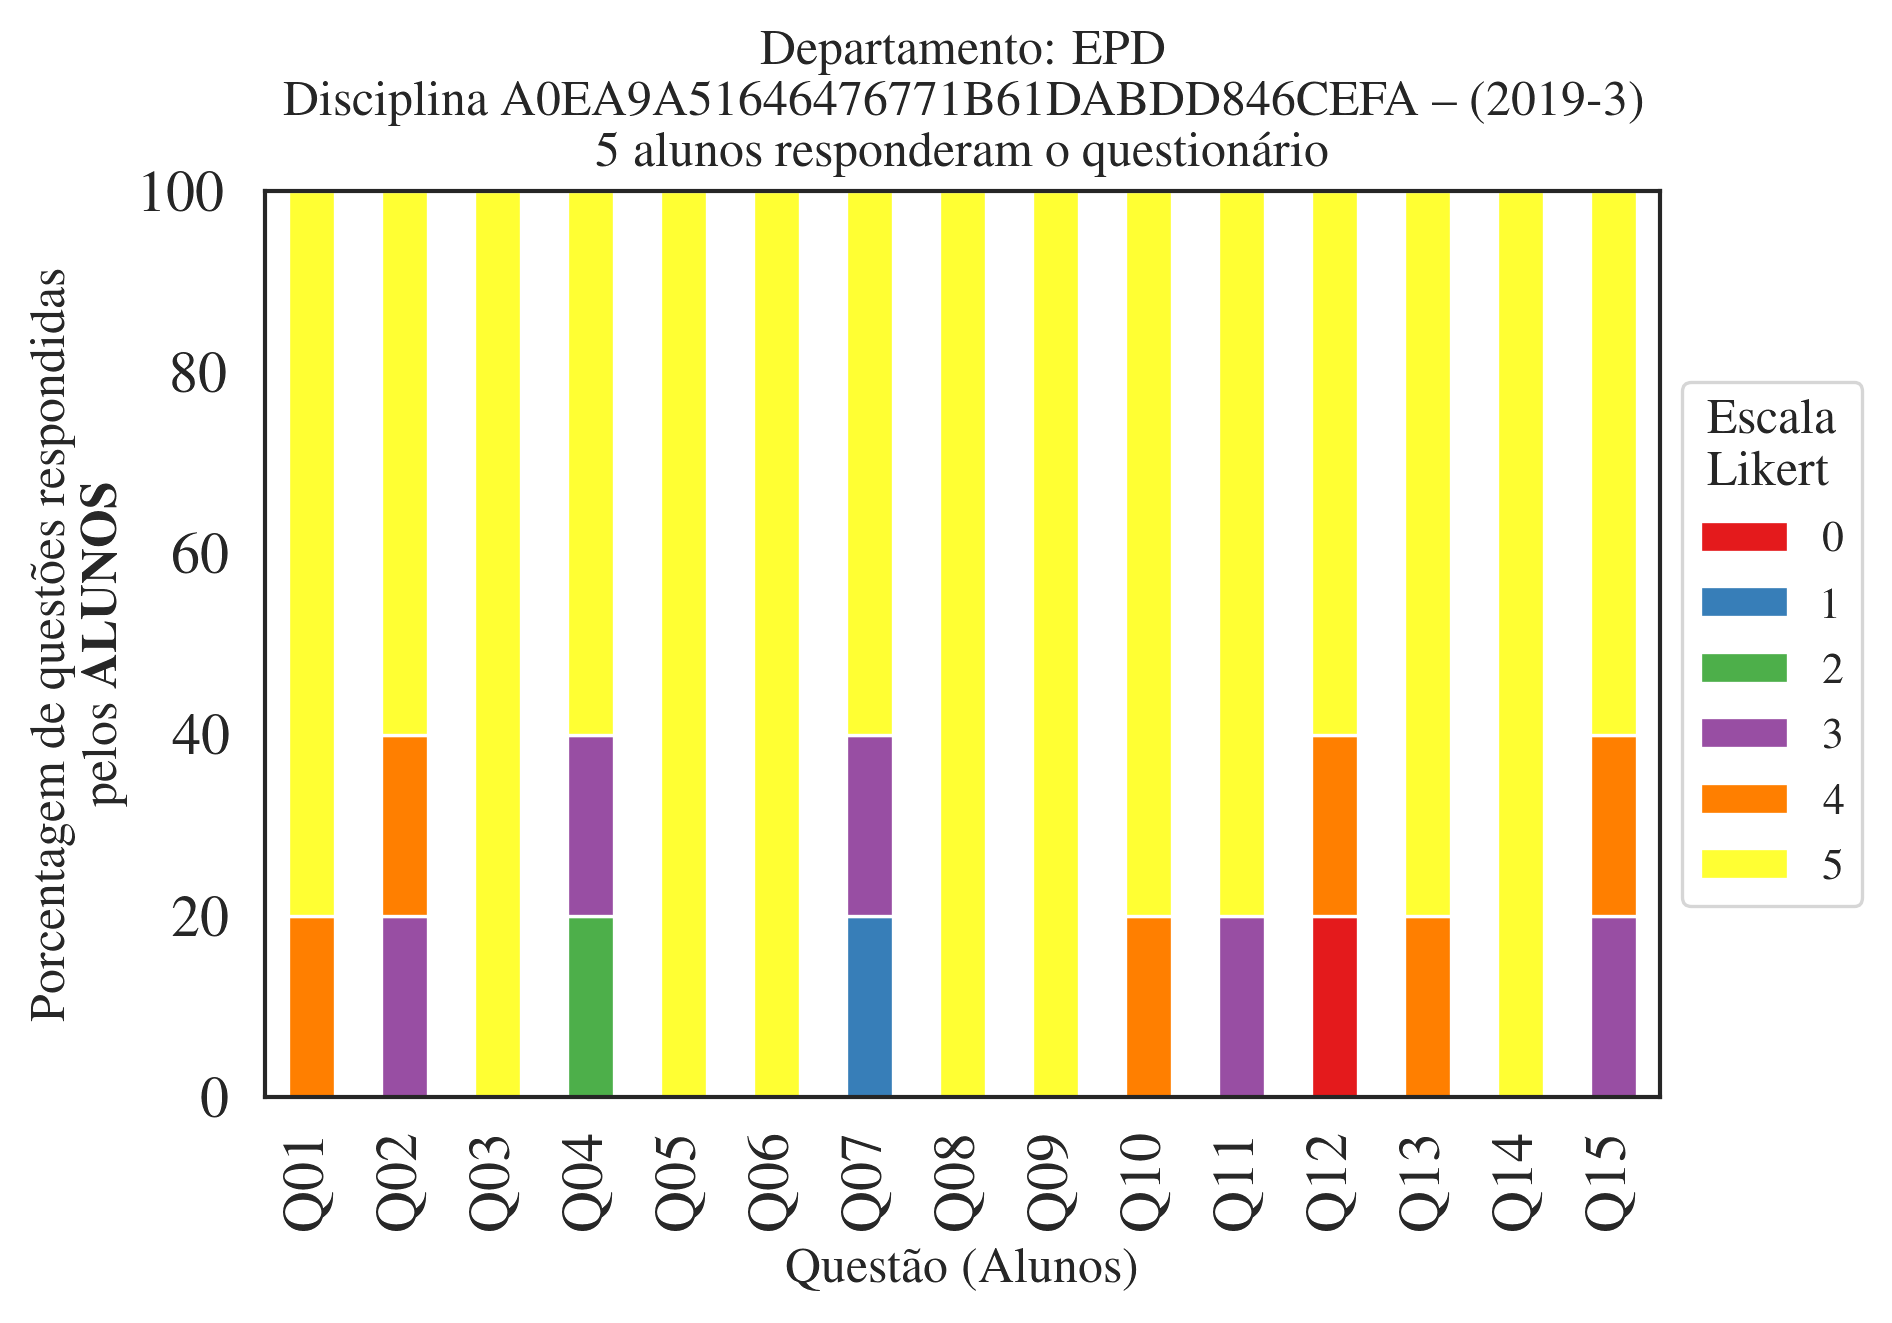 Departamento: EPD
Disciplina A0EA9A51646476771B61DABDD846CEFA – (2019-3)
5 alunos responderam o questionário
Porcentagem de questões respondidas
pelos ALUNOS
100
80
60
40
20
0
Q01
Q02
Q03
Q04
Q05
Q06
Q07
Q08
Q09
Q10
Q11
Q12
Q13
Q14
Q15
Questão (Alunos)
Escala
Likert
0
1
2
3
4
5